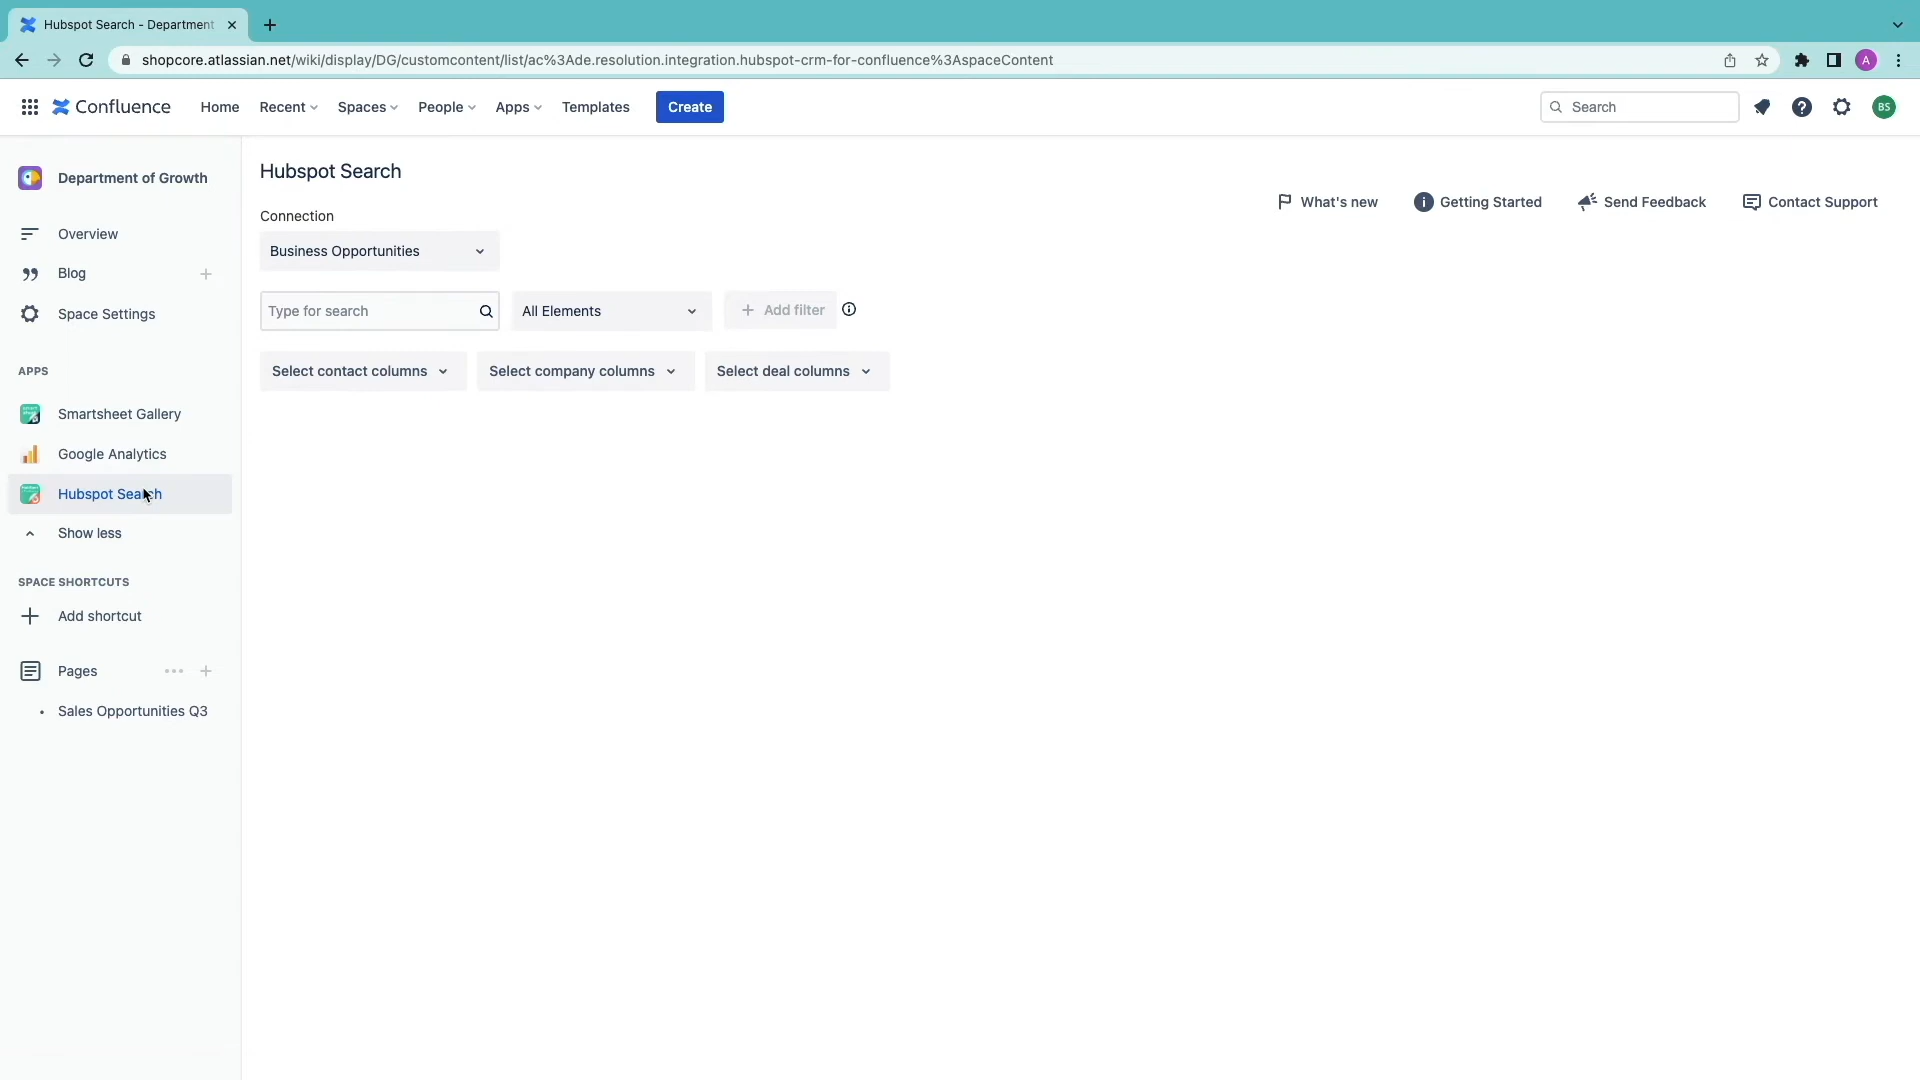 Hubspot Search - Department
shopcore.atlassian.net/wiki/display/DG/customcontent/list/ac%3Ade.resolution.integration.hubspot-crm-for-confluence%3AspaceContent
A
Confluence
Home
Recent
Spaces
People
Apps
Templates
Create
Search
BS
Department of Growth
Overview
Blog
Space Settings
APPS
Smartsheet Gallery
Google Analytics
Hubspot Search
Show less
SPACE SHORTCUTS
Add shortcut
Pages
Sales Opportunities Q3
Hubspot Search
What's new
Getting Started
Send Feedback
Contact Support
Connection
Business Opportunities
Type for search
All Elements
Add filter
Select contact columns
Select company columns
Select deal columns